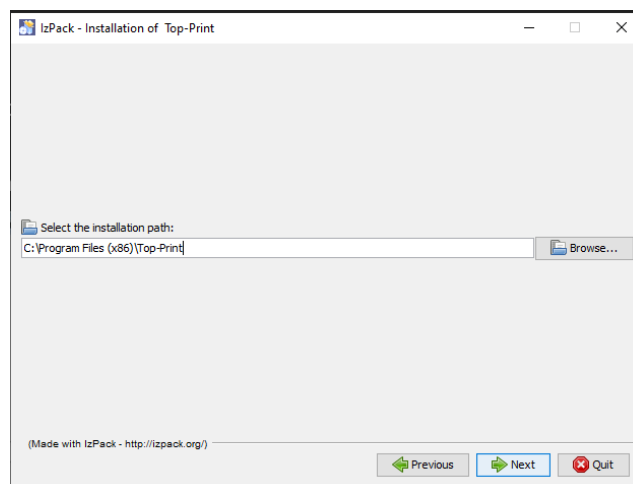 IzPack - Installation of Top-Print
Select the installation path:
C:\Program Files (x86)\Top-Print
Browse...
(Made with IzPack - http://izpack.org/)
Previous
Next
Quit